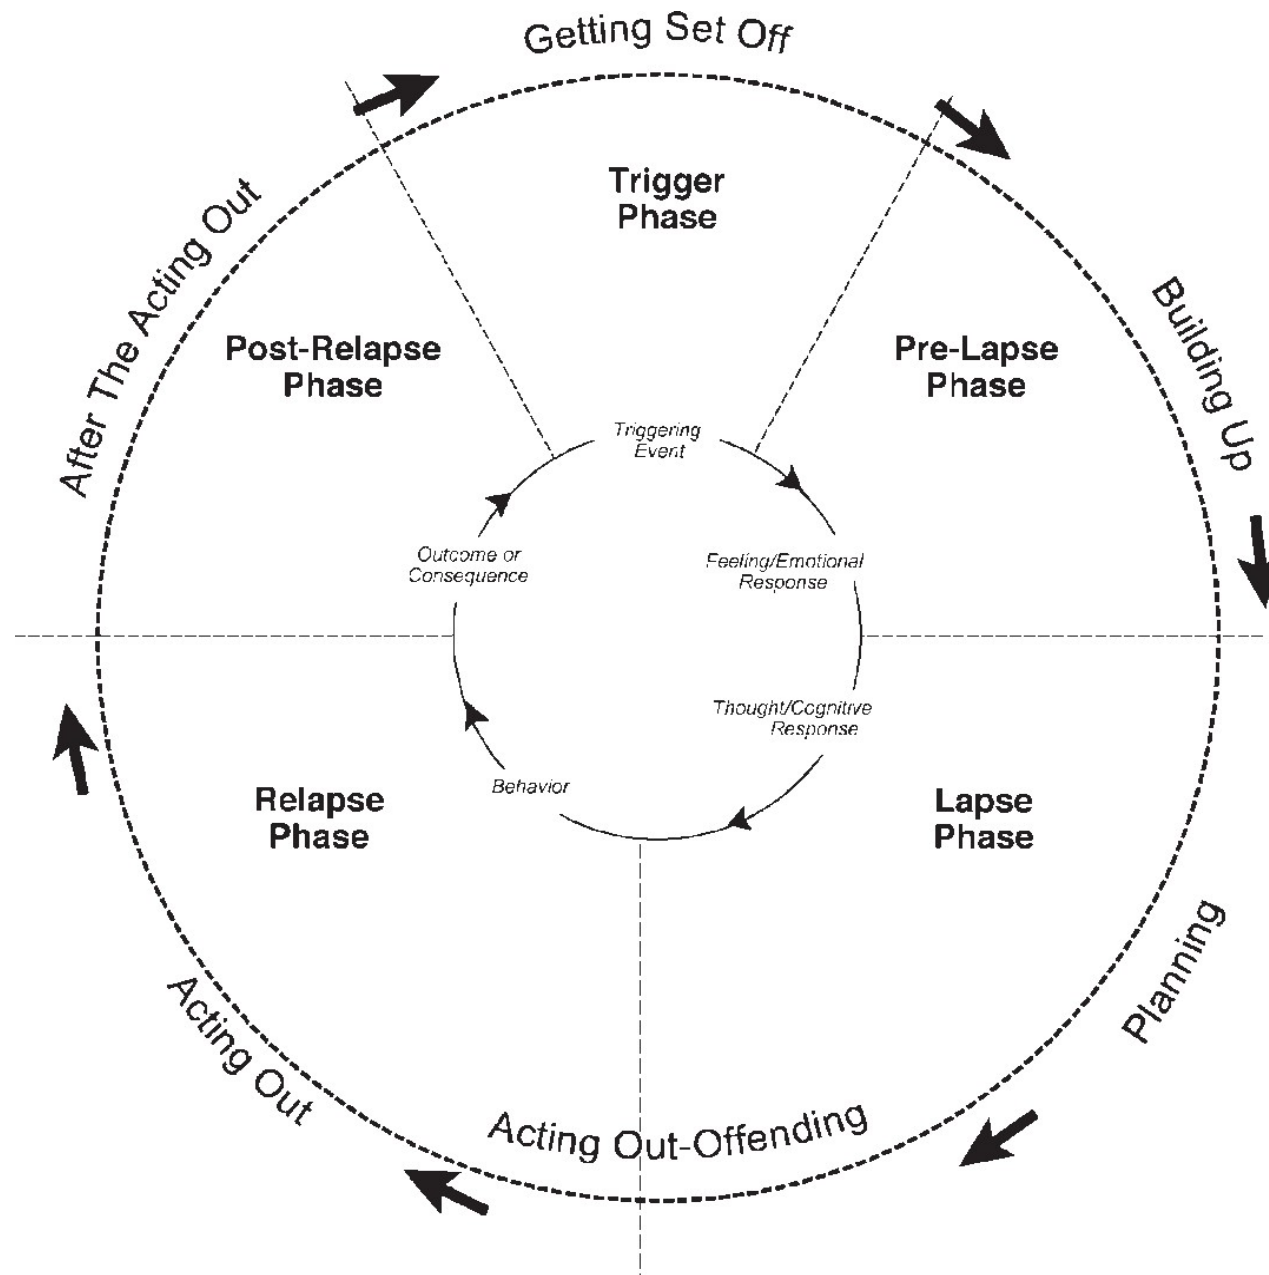 Getting Set Off
Trigger
Phase
Building Up
Pre-Lapse
Phase
Planning
Lapse
Phase
Acting Out-Offending
Acting Out
Relapse
Phase
After The Acting Out
Post-Relapse
Phase
Triggering
Event
Feeling/Emotional
Response
Thought/Cognitive
Response
Behavior
Outcome or
Consequence